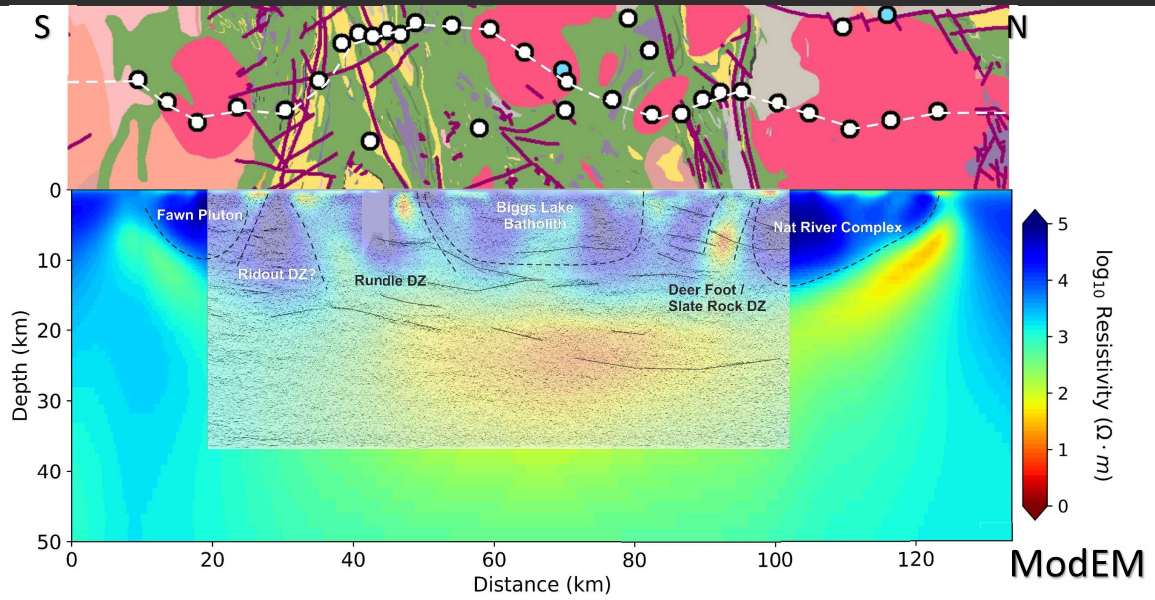 S
N
0
10
20
30
40
50
Depth (km)
0
20
40
60
80
100
120
Distance (km)
Fawn Pluton
Ridout DZ?
Rundle DZ
Biggs Lake
Batholith
Deer Foot /
Slate Rock DZ
Nat River Complex
5
4
3
2
1
0
log₁₀ Resistivity (Ω · m)
ModEM